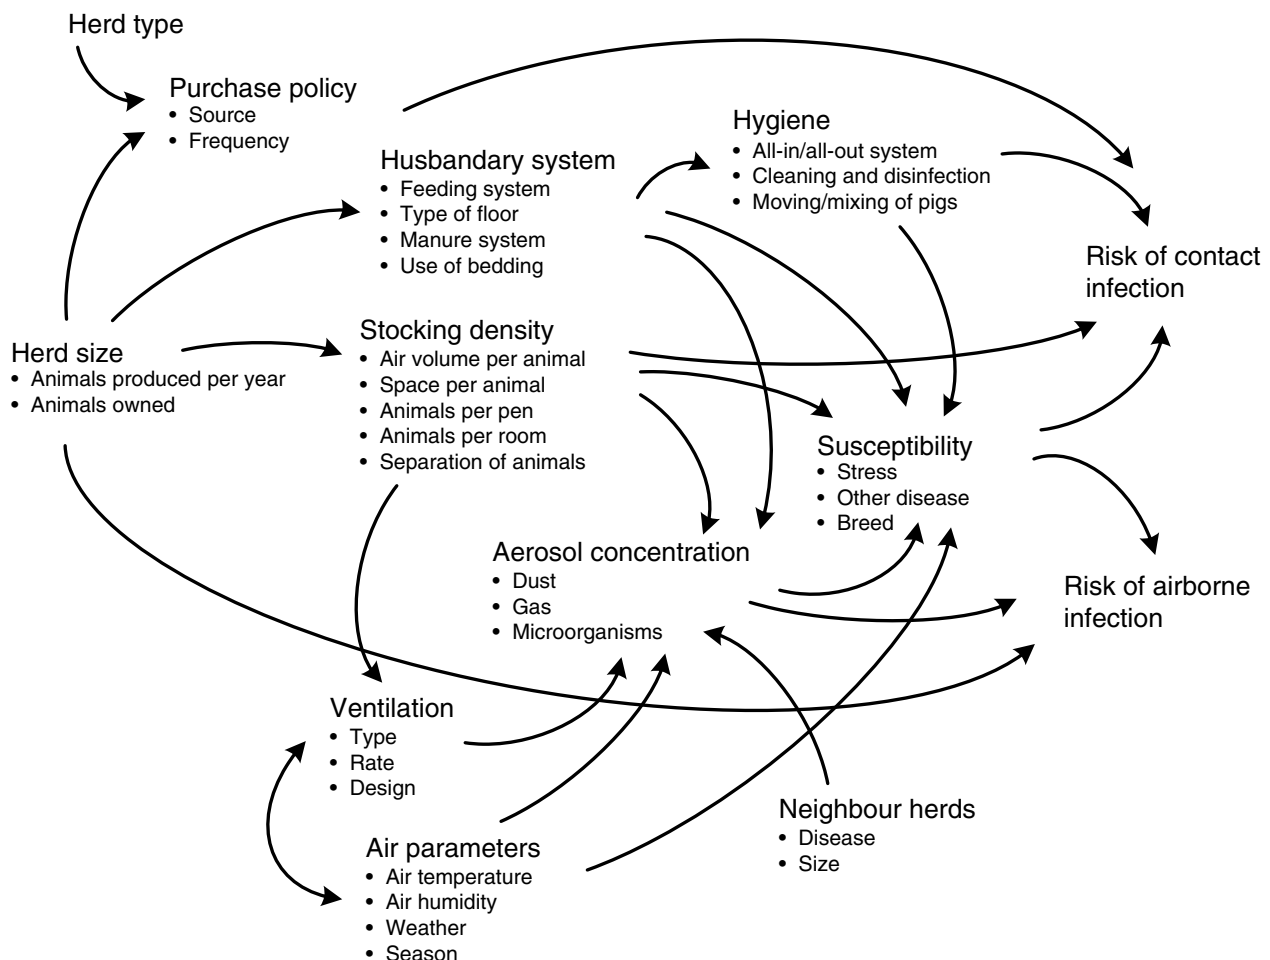 Herd type
Purchase policy
• Source
• Frequency
Husbandary system
• Feeding system
• Type of floor
• Manure system
• Use of bedding
Hygiene
• All-in/all-out system
• Cleaning and disinfection
• Moving/mixing of pigs
Risk of contact
infection
Herd size
• Animals produced per year
• Animals owned
Stocking density
• Air volume per animal
• Space per animal
• Animals per pen
• Animals per room
• Separation of animals
Susceptibility
• Stress
• Other disease
• Breed
Aerosol concentration
• Dust
• Gas
• Microorganisms
Risk of airborne
infection
Ventilation
• Type
• Rate
• Design
Neighbour herds
• Disease
• Size
Air parameters
• Air temperature
• Air humidity
• Weather
• Season